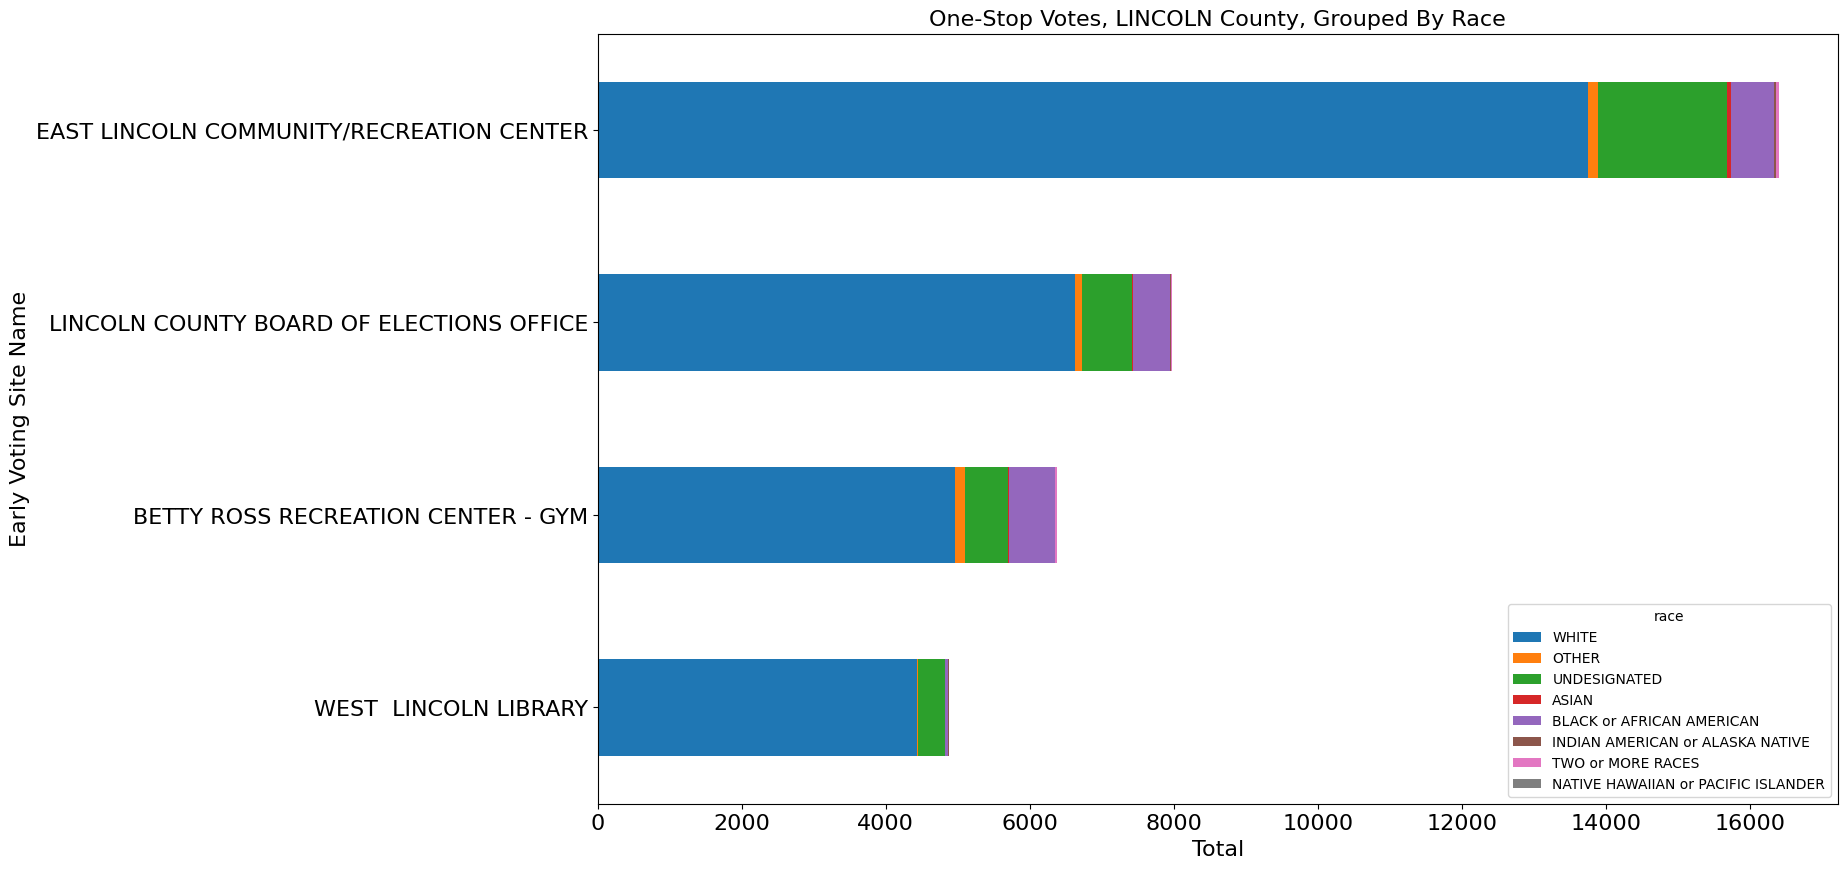 One-Stop Votes, LINCOLN County, Grouped By Race
Early Voting Site Name
EAST LINCOLN COMMUNITY/RECREATION CENTER
LINCOLN COUNTY BOARD OF ELECTIONS OFFICE
BETTY ROSS RECREATION CENTER - GYM
WEST  LINCOLN LIBRARY
race
WHITE
OTHER
UNDESIGNATED
ASIAN
BLACK or AFRICAN AMERICAN
INDIAN AMERICAN or ALASKA NATIVE
TWO or MORE RACES
NATIVE HAWAIIAN or PACIFIC ISLANDER
0 2000 4000 6000 8000 10000 12000 14000 16000
Total